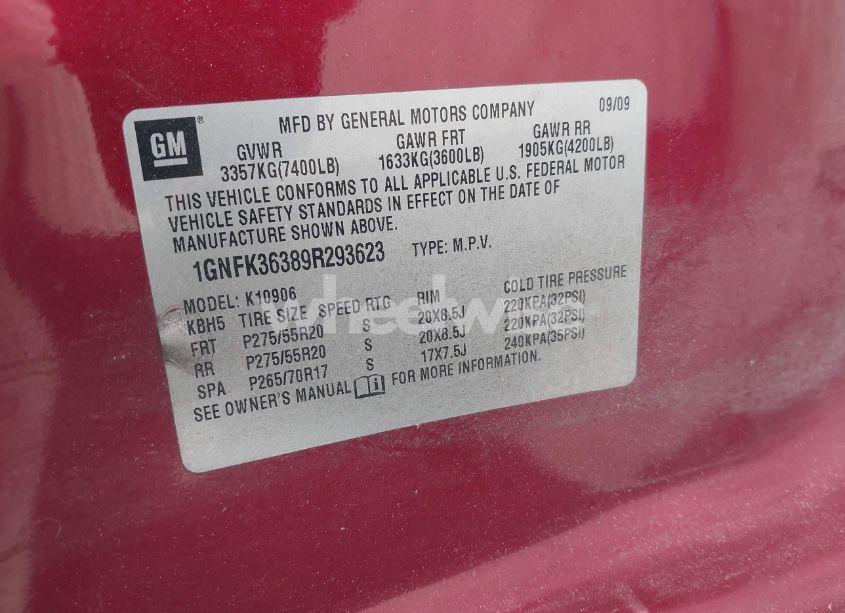 GM
®
MFD BY GENERAL MOTORS COMPANY 09/09
GVWR GAWR FRT GAWR RR
3357KG(7400LB) 1633KG(3600LB) 1905KG(4200LB)
THIS VEHICLE CONFORMS TO ALL APPLICABLE U.S. FEDERAL MOTOR
VEHICLE SAFETY STANDARDS IN EFFECT ON THE DATE OF
MANUFACTURE SHOWN ABOVE.
1GNFK36389R293623 TYPE: M.P.V.
MODEL: K10906
KBH5 TIRE SIZE SPEED RTG RIM COLD TIRE PRESSURE
FRT P275/55R20 S 20X8.5J 220KPA(32PSI)
RR P275/55R20 S 20X8.5J 220KPA(32PSI)
SPA P265/70R17 S 17X7.5J 240KPA(35PSI)
SEE OWNER'S MANUAL FOR MORE INFORMATION.